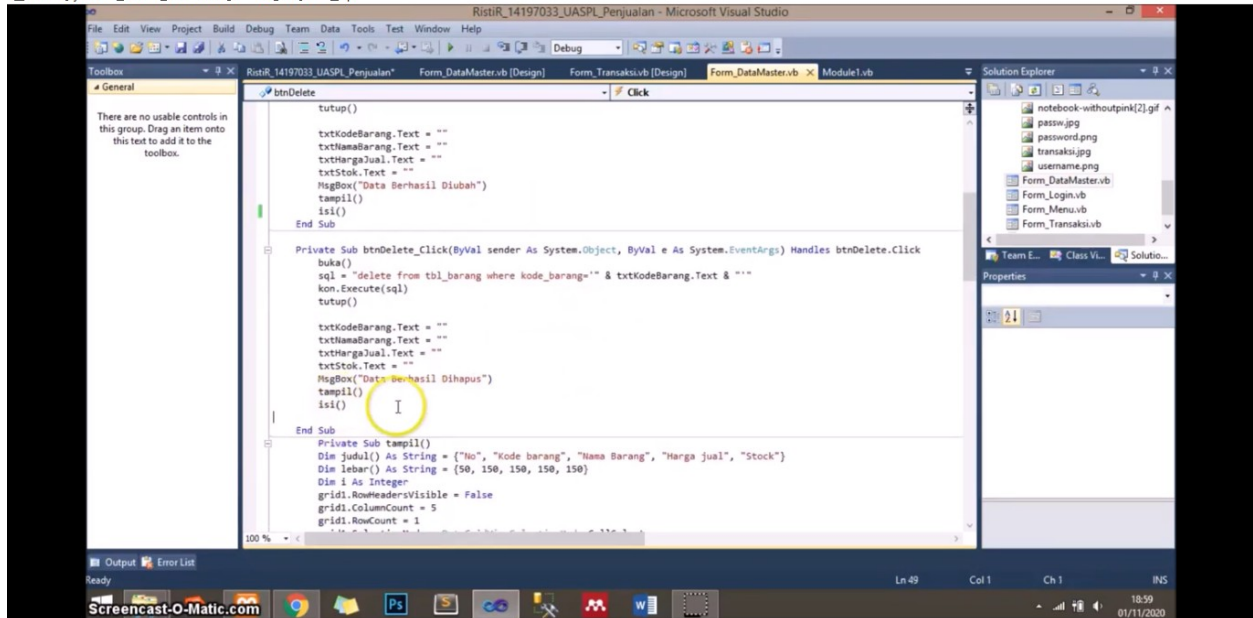 RistiR_14197033_UASPL_Penjualan - Microsoft Visual Studio
File Edit View Project Build Debug Team Data Tools Test Window Help
Debug
Toolbox
General
There are no usable controls in
this group. Drag an item onto
this text to add it to the
toolbox.
RistiR_14197033_UASPL_Penjualan* Form_DataMaster.vb [Design] Form_Transaksi.vb [Design] Form_DataMaster.vb Module1.vb
btnDelete Click
tutup()
txtKodeBarang.Text = ""
txtNamaBarang.Text = ""
txtHargaJual.Text = ""
txtStok.Text = ""
MsgBox("Data Berhasil Diubah")
tampil()
isi()
End Sub
Private Sub btnDelete_Click(ByVal sender As System.Object, ByVal e As System.EventArgs) Handles btnDelete.Click
buka()
sql = "delete from tbl_barang where kode_barang='" & txtKodeBarang.Text & "'"
kon.Execute(sql)
tutup()
txtKodeBarang.Text = ""
txtNamaBarang.Text = ""
txtHargaJual.Text = ""
txtStok.Text = ""
MsgBox("Data Berhasil Dihapus")
tampil()
isi()
End Sub
Private Sub tampil()
Dim judul() As String = {"No", "Kode barang", "Nama Barang", "Harga jual", "Stock"}
Dim lebar() As String = {50, 150, 150, 150, 150}
Dim i As Integer
grid1.RowHeadersVisible = False
grid1.ColumnCount = 5
grid1.RowCount = 1
100 %
Solution Explorer
notebook-withoutpink[2].gif
passw.jpg
password.png
transaksi.jpg
username.png
Form_DataMaster.vb
Form_Login.vb
Form_Menu.vb
Form_Transaksi.vb
Team E... Class Vi... Solutio...
Properties
Output Error List
Ready Ln 49 Col 1 Ch 1 INS
Screencast-O-Matic.com
Ps
S
W
18:59
01/11/2020